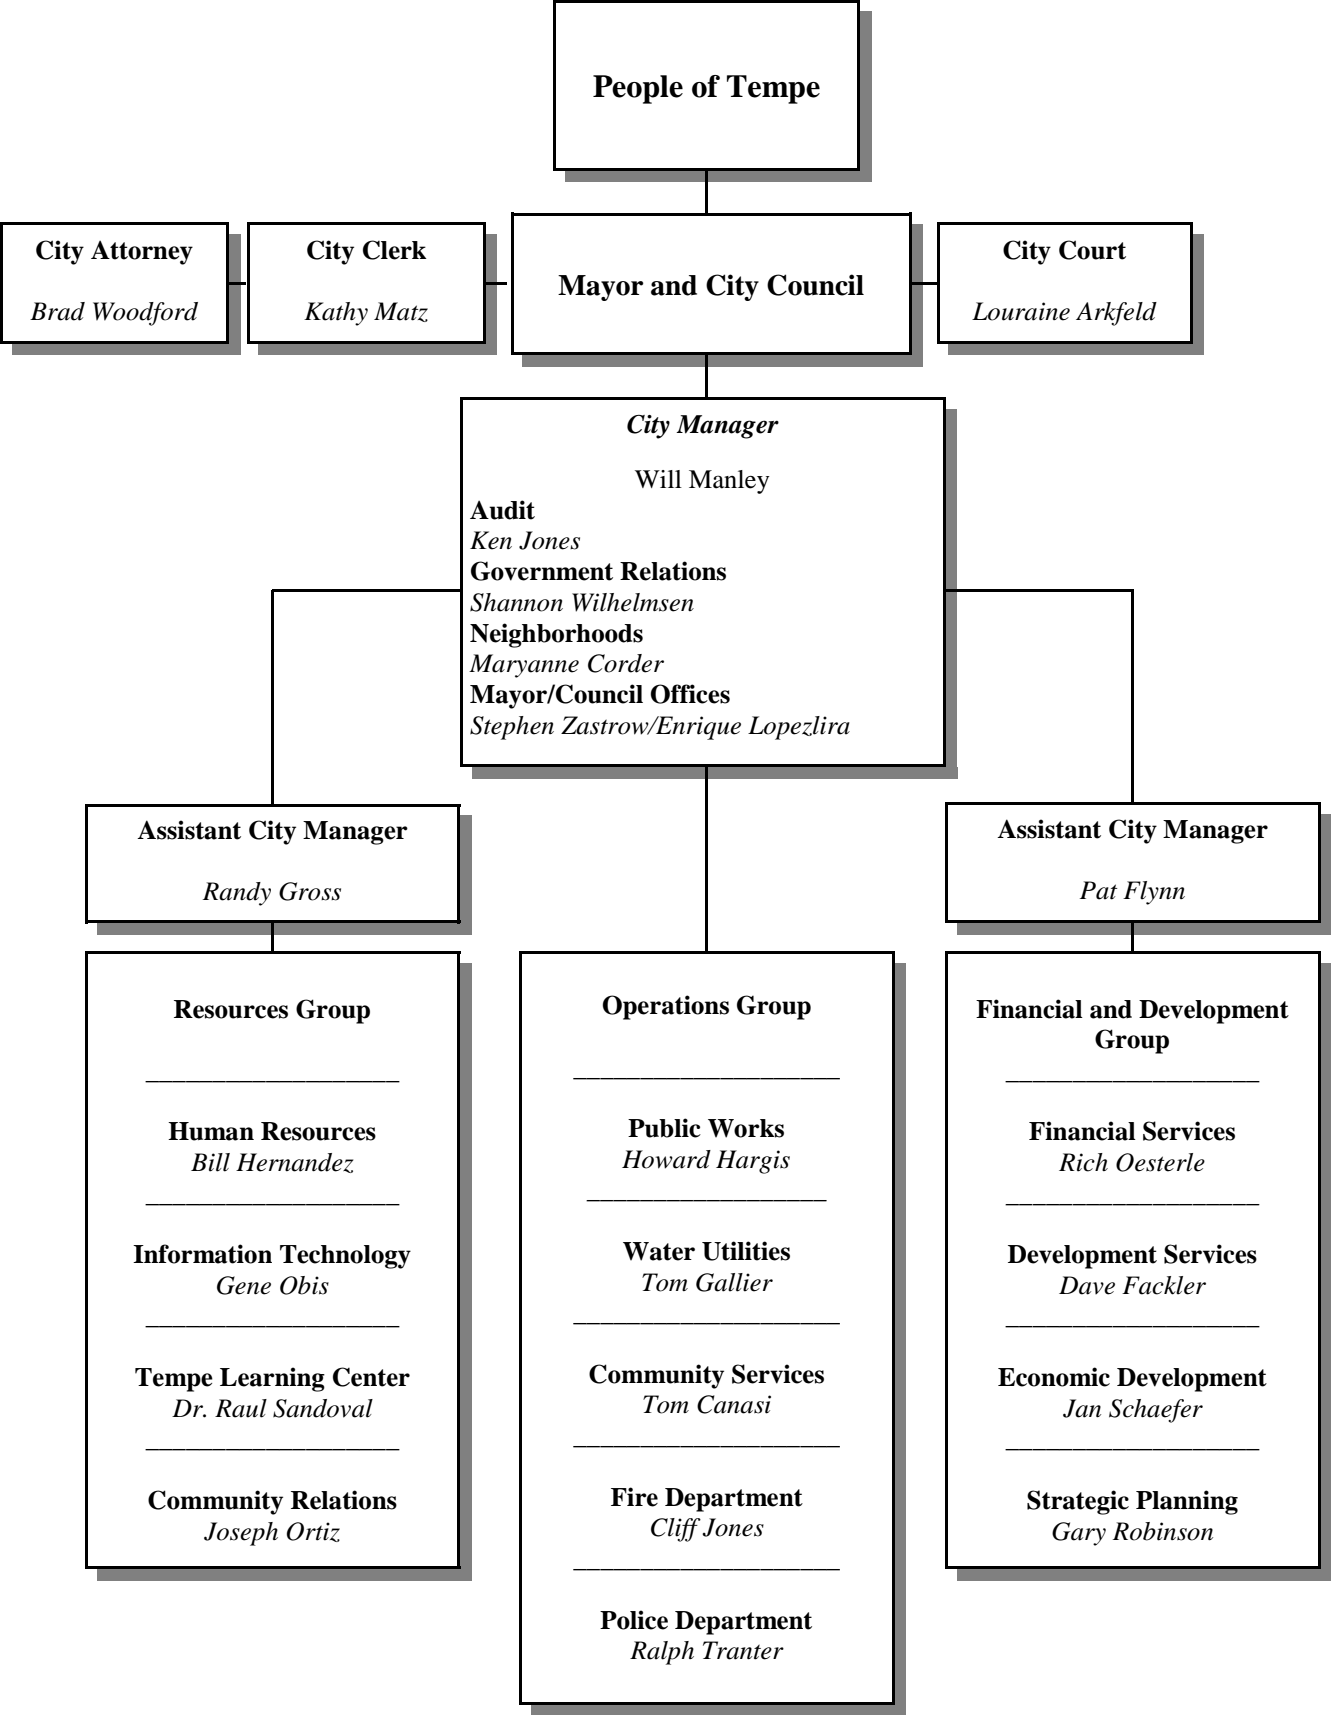 People of Tempe
City Attorney
Brad Woodford
City Clerk
Kathy Matz
Mayor and City Council
City Court
Louraine Arkfeld
City Manager
Will Manley
Audit
Ken Jones
Government Relations
Shannon Wilhelmsen
Neighborhoods
Maryanne Corder
Mayor/Council Offices
Stephen Zastrow/Enrique Lopezlira
Assistant City Manager
Randy Gross
Assistant City Manager
Pat Flynn
Resources Group
Human Resources
Bill Hernandez
Information Technology
Gene Obis
Tempe Learning Center
Dr. Raul Sandoval
Community Relations
Joseph Ortiz
Operations Group
Public Works
Howard Hargis
Water Utilities
Tom Gallier
Community Services
Tom Canasi
Fire Department
Cliff Jones
Police Department
Ralph Tranter
Financial and Development
Group
Financial Services
Rich Oesterle
Development Services
Dave Fackler
Economic Development
Jan Schaefer
Strategic Planning
Gary Robinson